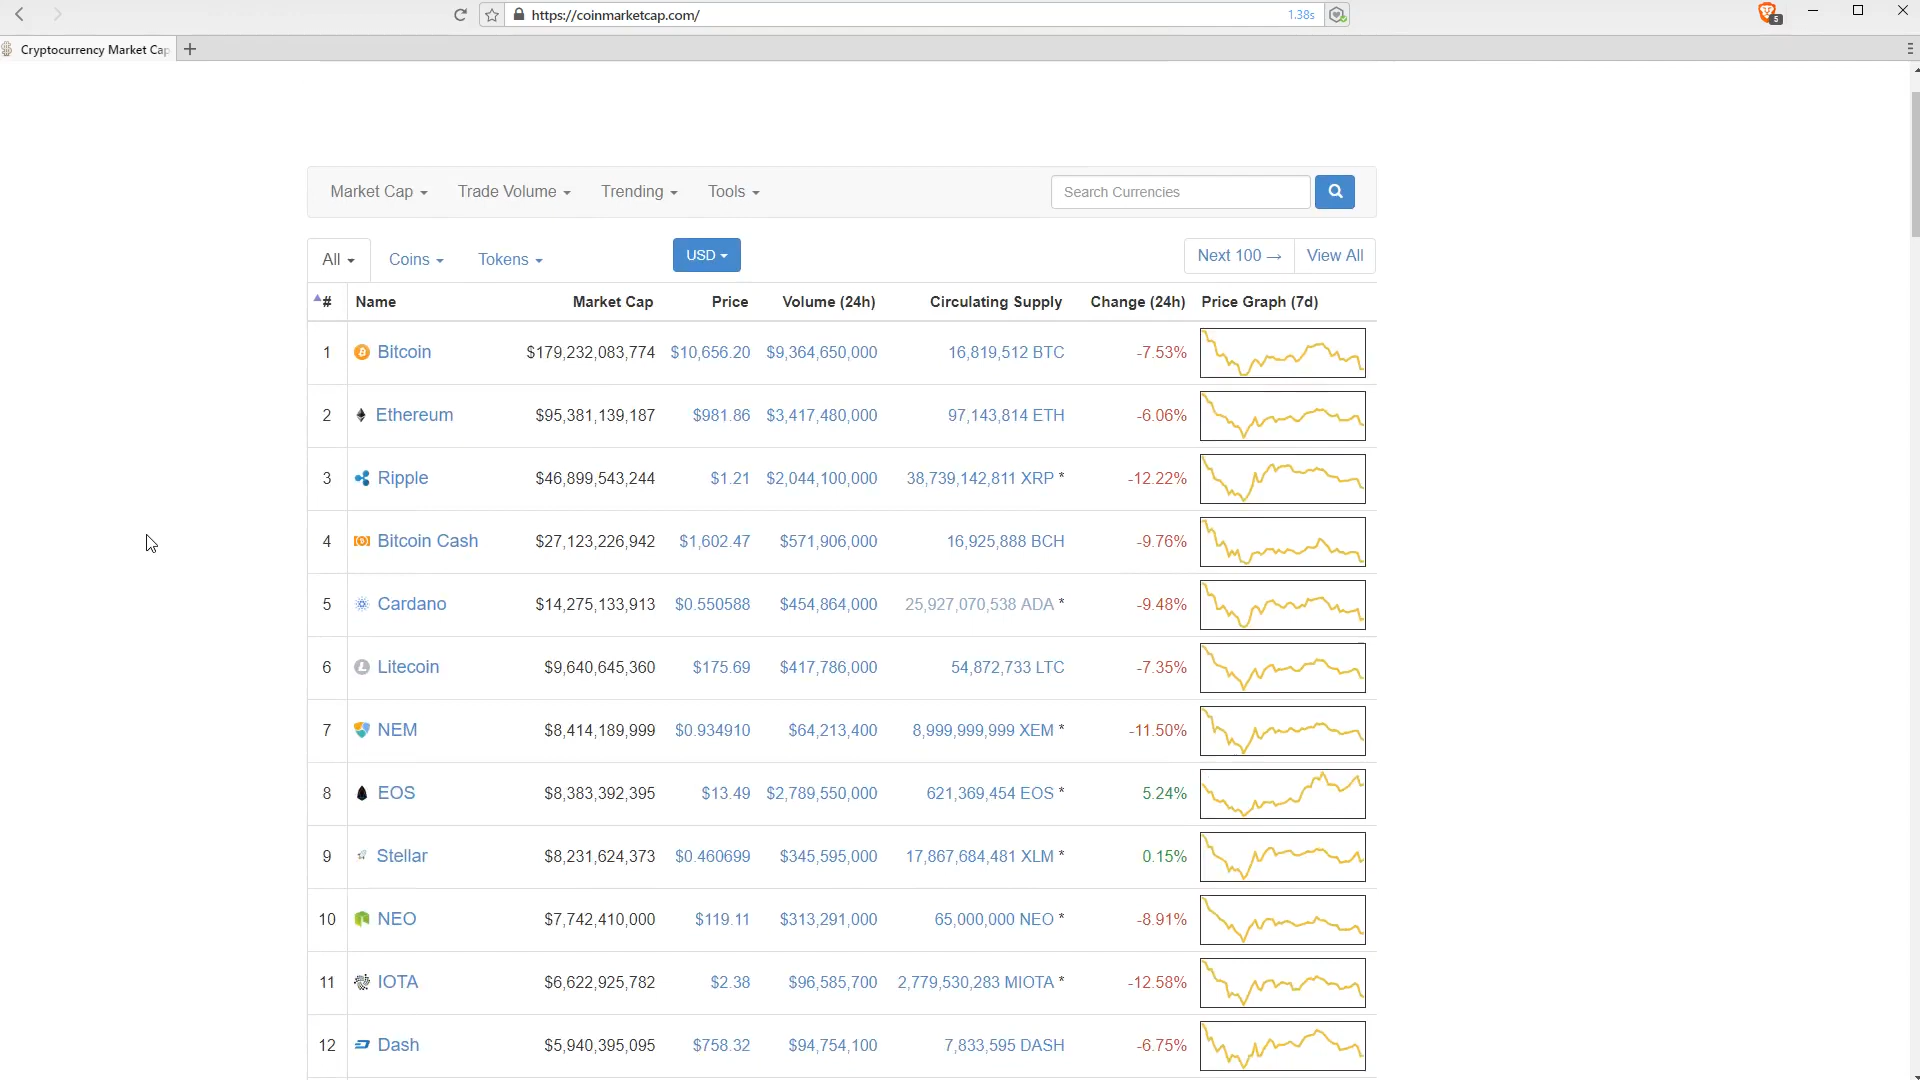 https://coinmarketcap.com/ 1.38s 5
Cryptocurrency Market Cap
Market Cap Trade Volume Trending Tools Search Currencies
All Coins Tokens USD Next 100 → View All
# Name Market Cap Price Volume (24h) Circulating Supply Change (24h) Price Graph (7d)
1 Bitcoin $179,232,083,774 $10,656.20 $9,364,650,000 16,819,512 BTC -7.53%
2 Ethereum $95,381,139,187 $981.86 $3,417,480,000 97,143,814 ETH -6.06%
3 Ripple $46,899,543,244 $1.21 $2,044,100,000 38,739,142,811 XRP * -12.22%
4 Bitcoin Cash $27,123,226,942 $1,602.47 $571,906,000 16,925,888 BCH -9.76%
5 Cardano $14,275,133,913 $0.550588 $454,864,000 25,927,070,538 ADA * -9.48%
6 Litecoin $9,640,645,360 $175.69 $417,786,000 54,872,733 LTC -7.35%
7 NEM $8,414,189,999 $0.934910 $64,213,400 8,999,999,999 XEM * -11.50%
8 EOS $8,383,392,395 $13.49 $2,789,550,000 621,369,454 EOS * 5.24%
9 Stellar $8,231,624,373 $0.460699 $345,595,000 17,867,684,481 XLM * 0.15%
10 NEO $7,742,410,000 $119.11 $313,291,000 65,000,000 NEO * -8.91%
11 IOTA $6,622,925,782 $2.38 $96,585,700 2,779,530,283 MIOTA * -12.58%
12 Dash $5,940,395,095 $758.32 $94,754,100 7,833,595 DASH -6.75%